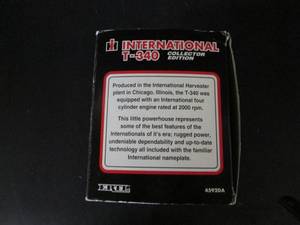 INTERNATIONAL
T-340 COLLECTOR
EDITION
Produced in the International Harvester
plant in Chicago, Illinois, the T-340 was
equipped with an International four
cylinder engine rated at 2000 rpm.
This little powerhouse represents
some of the best features of the
Internationals of it's era; rugged power,
undeniable dependability and up-to-date
technology all included with the familiar
International nameplate.
ERTL
4592DA